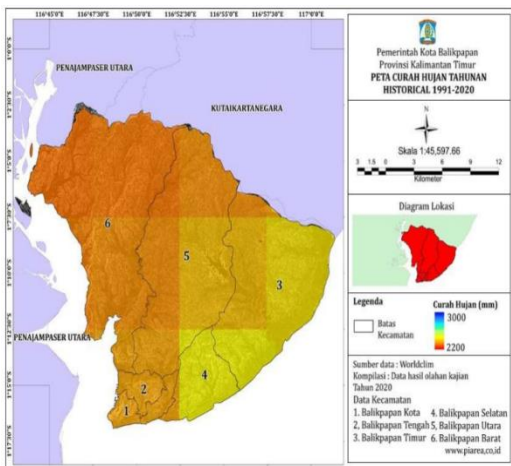 116°45'0"E 116°47'30"E 116°50'0"E 116°52'30"E 116°55'0"E 116°57'30"E 117°0'0"E
PENAJAMPASER UTARA
KUTAIKARTANEGARA
6
5
3
PENAJAMPASER UTARA
4
2
1
Pemerintah Kota Balikpapan
Provinsi Kalimantan Timur
PETA CURAH HUJAN TAHUNAN
HISTORICAL 1991-2020
N
Skala 1:45,597.66
3 1.5 0 3 6 9 12
Kilometer
Diagram Lokasi
Legenda
Batas
Kecamatan
Curah Hujan (mm)
3000
2200
Sumber data : Worldclim
Kompilasi : Data hasil olahan kajian
Tahun 2020
Data Kecamatan
1. Balikpapan Kota 4. Balikpapan Selatan
2, Balikpapan Tengah 5, Balikpapan Utara
3. Balikpapan Timur 6. Balikpapan Barat
www.piarea,co,id